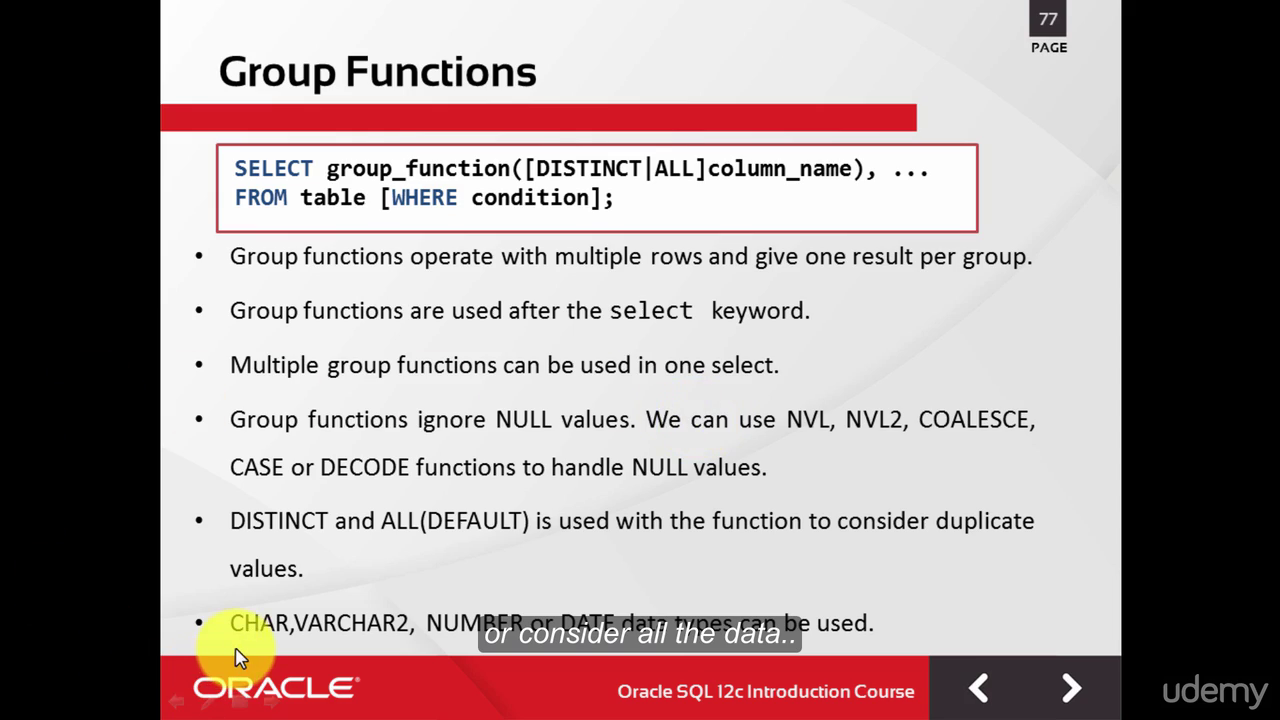 77
PAGE
Group Functions
SELECT group_function([DISTINCT|ALL]column_name), ...
FROM table [WHERE condition];
• Group functions operate with multiple rows and give one result per group.
• Group functions are used after the select keyword.
• Multiple group functions can be used in one select.
• Group functions ignore NULL values. We can use NVL, NVL2, COALESCE,
CASE or DECODE functions to handle NULL values.
• DISTINCT and ALL(DEFAULT) is used with the function to consider duplicate
values.
• CHAR,VARCHAR2, NUMBER or DATE data types can be used.
or consider all the data..
ORACLE®
Oracle SQL 12c Introduction Course
udemy